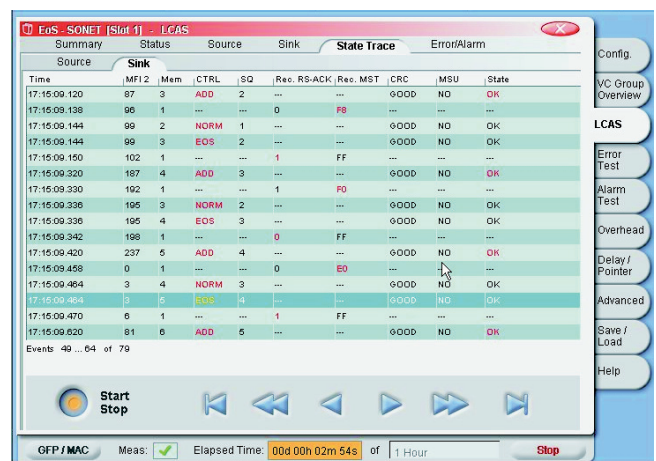 EoS - SONET [Slot 1] - LCAS
Summary Status Source Sink State Trace Error/Alarm
Source Sink
Time MFI 2 Mem CTRL SQ Rec. RS-ACK Rec. MST CRC MSU State
17:15:09.120 87 3 ADD 2 --- --- GOOD NO OK
17:15:09.138 96 1 --- --- 0 F8 --- --- ---
17:15:09.144 99 2 NORM 1 --- --- GOOD NO OK
17:15:09.144 99 3 EOS 2 --- --- GOOD NO OK
17:15:09.150 102 1 --- --- 1 FF --- --- ---
17:15:09.320 187 4 ADD 3 --- --- GOOD NO OK
17:15:09.330 192 1 --- --- 1 F0 --- --- ---
17:15:09.336 195 3 NORM 2 --- --- GOOD NO OK
17:15:09.336 195 4 EOS 3 --- --- GOOD NO OK
17:15:09.342 198 1 --- --- 0 FF --- --- ---
17:15:09.420 237 5 ADD 4 --- --- GOOD NO OK
17:15:09.458 0 1 --- --- 0 E0 --- --- ---
17:15:09.464 3 4 NORM 3 --- --- GOOD NO OK
17:15:09.464 3 5 EOS 4 --- --- GOOD NO OK
17:15:09.470 6 1 --- --- 1 FF --- --- ---
17:15:09.620 81 6 ADD 5 --- --- GOOD NO OK
Events 49 ... 64 of 79
Start
Stop
GFP / MAC Meas: Elapsed Time: 00d 00h 02m 54s of 1 Hour Stop
Config.
VC Group
Overview
LCAS
Error
Test
Alarm
Test
Overhead
Delay /
Pointer
Advanced
Save /
Load
Help